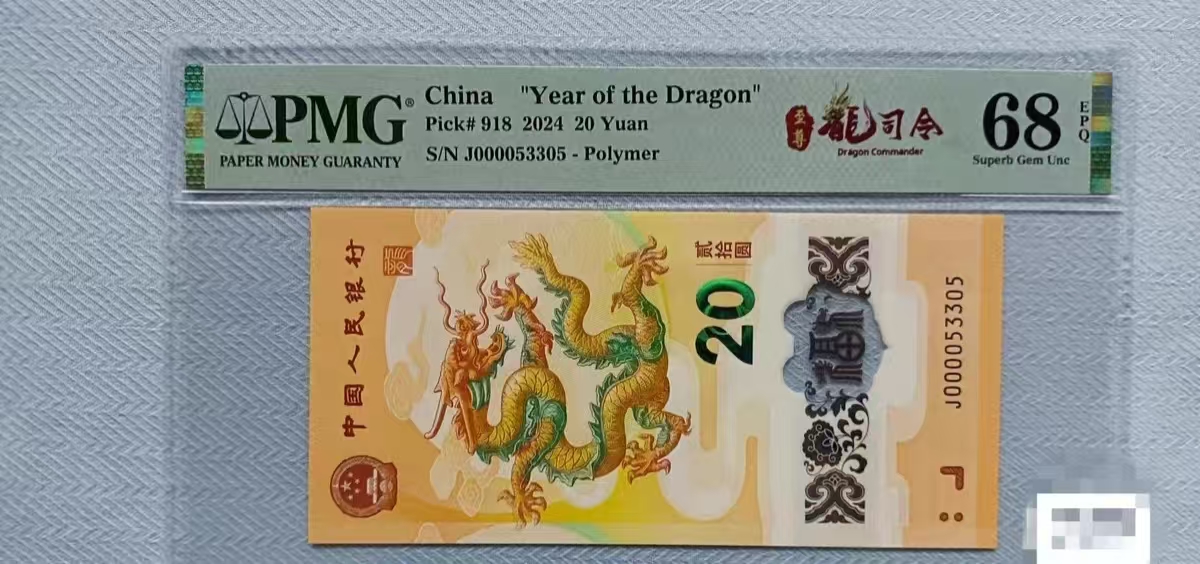 PMG®
PAPER MONEY GUARANTY
China "Year of the Dragon"
Pick# 918 2024 20 Yuan
S/N J000053305 - Polymer
至尊
龍司令
Dragon Commander
68
Superb Gem Unc
EPQ
中国人民银行
贰拾圆
20
福
J000053305